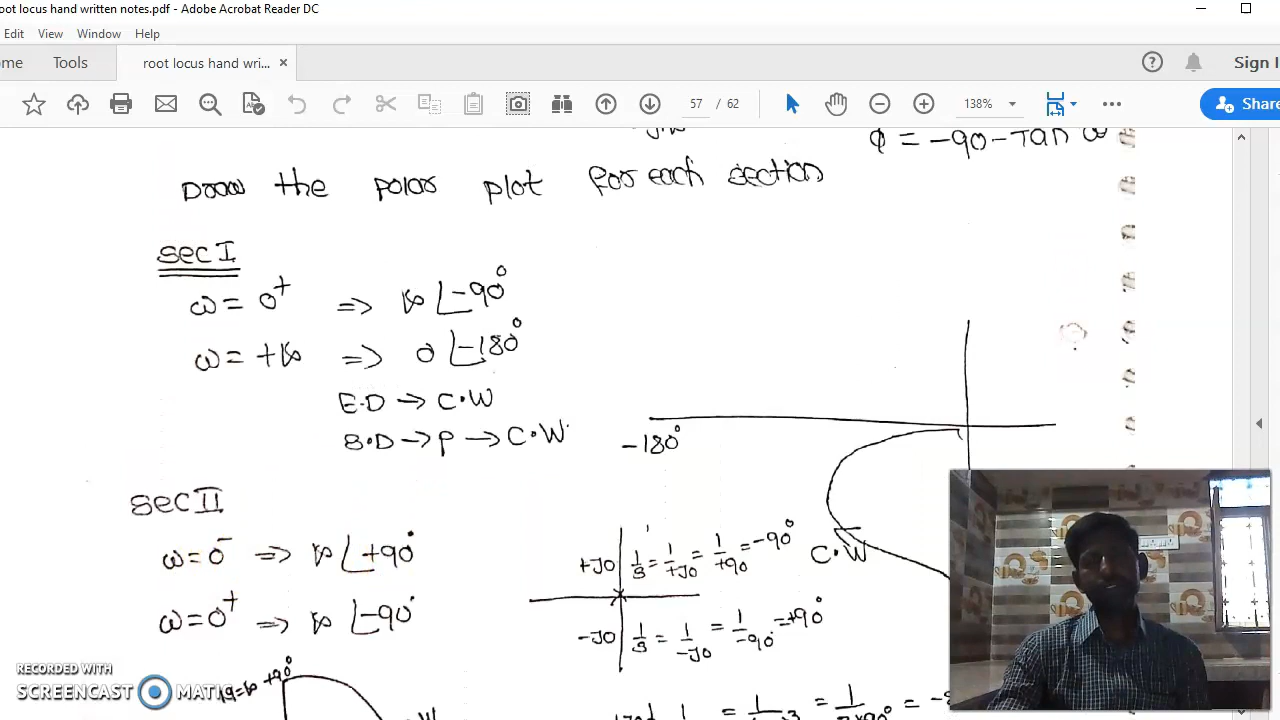 root locus hand written notes.pdf - Adobe Acrobat Reader DC
Edit View Window Help
ome Tools root locus hand wri... × ? Sign I
57 / 62 138% Share
φ = -90 - Tan ω
Draw the polar plot for each section
sec I
ω = 0⁺ ⇒ ∞ ∠-90°
ω = +∞ ⇒ 0 ∠-180°
E.D → C.W
S.D → P → C.W
-180°
C.W
sec II
ω = 0⁻ ⇒ ∞ ∠+90°
ω = 0⁺ ⇒ ∞ ∠-90°
+J0 1/s = 1/+J0 = 1/+90 = -90°
-J0 1/s = 1/-J0 = 1/-90° = +90°
+90°
RECORDED WITH
SCREENCAST MATIC